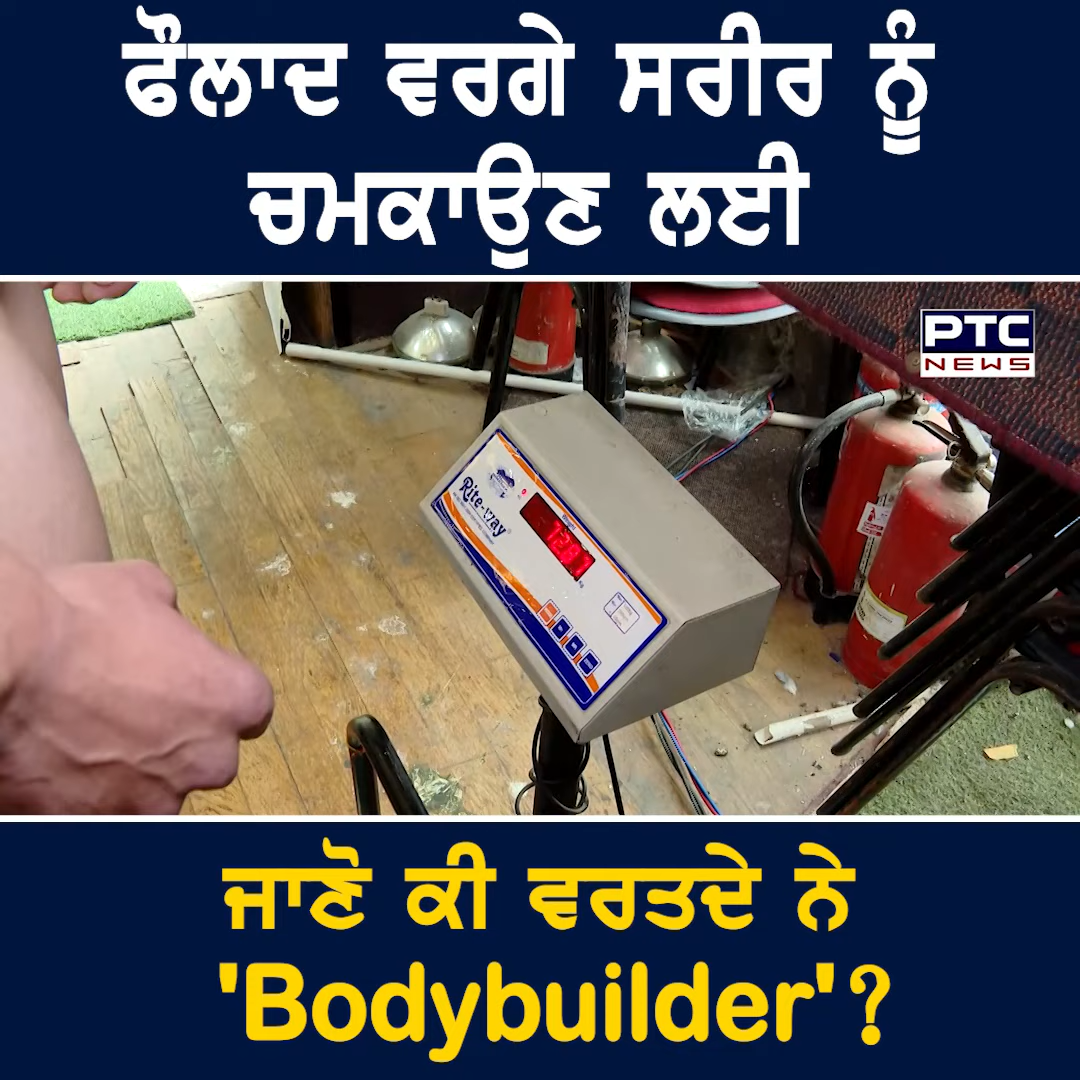 ਫੌਲਾਦ ਵਰਗੇ ਸਰੀਰ ਨੂੰ
ਚਮਕਾਉਣ ਲਈ
PTC
NEWS
Rite-Way
ਜਾਣੋ ਕੀ ਵਰਤਦੇ ਨੇ
'Bodybuilder'?